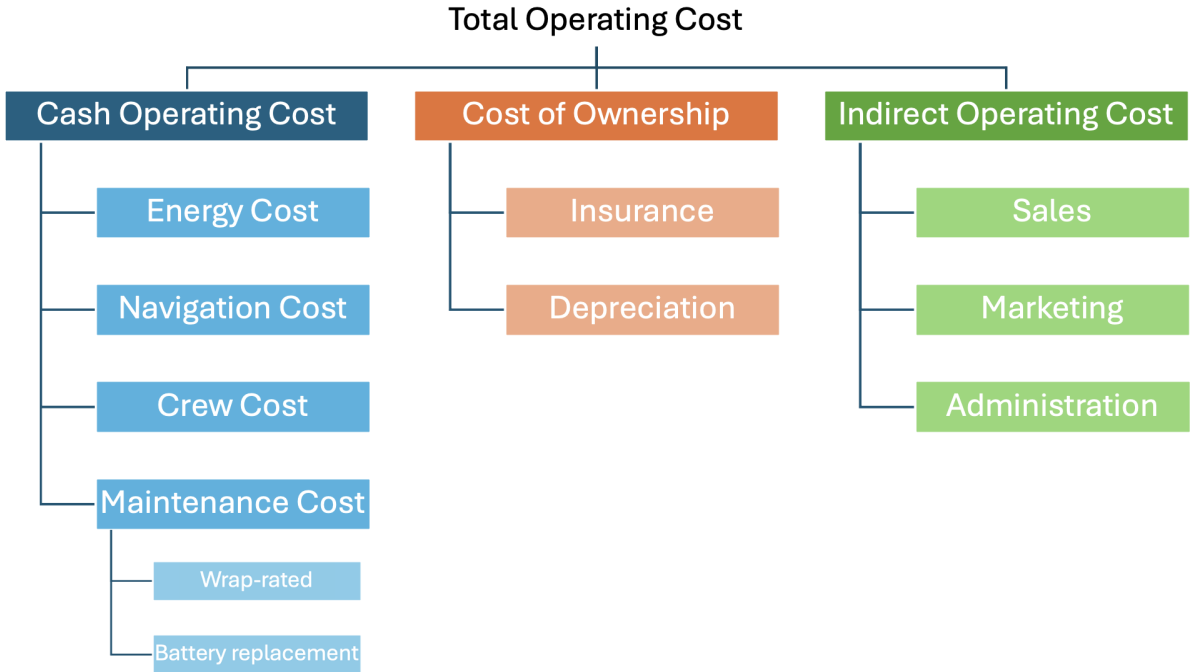 Total Operating Cost
Cash Operating Cost
Energy Cost
Navigation Cost
Crew Cost
Maintenance Cost
Wrap-rated
Battery replacement
Cost of Ownership
Insurance
Depreciation
Indirect Operating Cost
Sales
Marketing
Administration